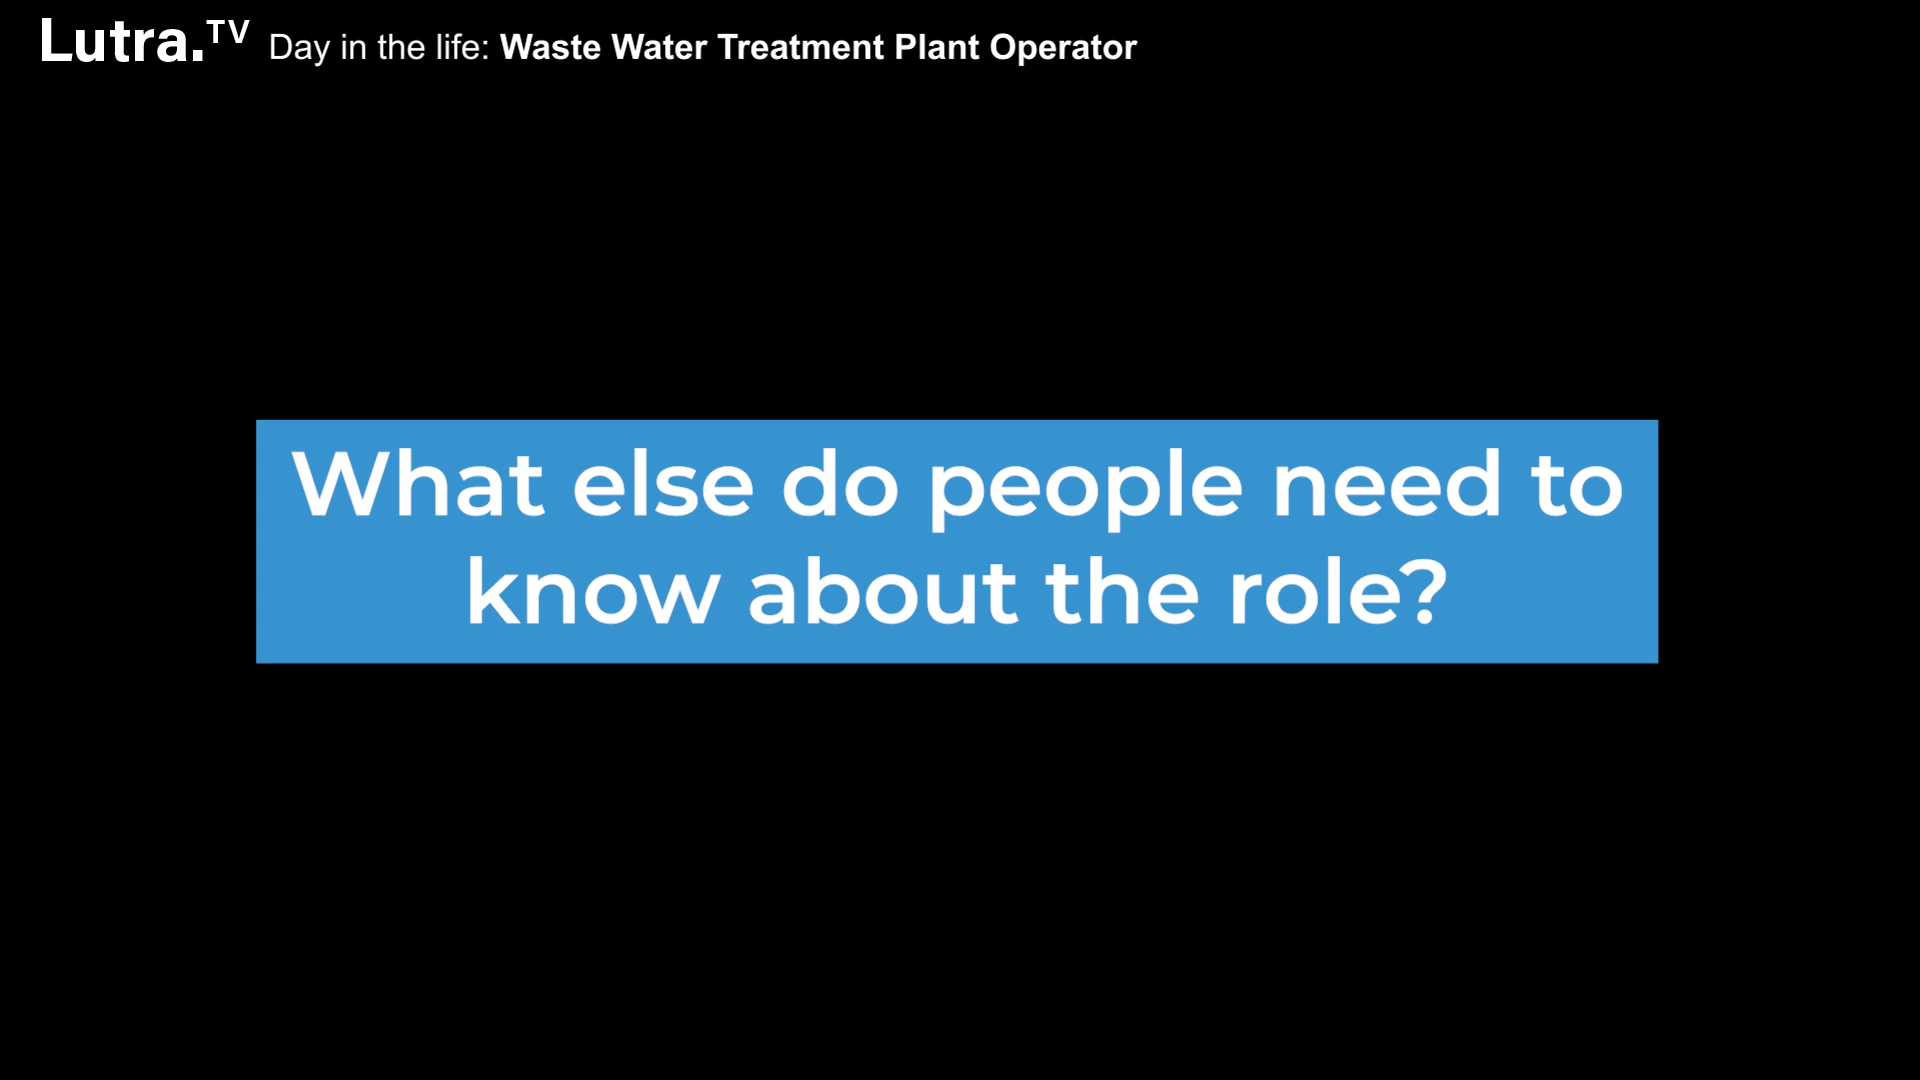 Lutra.TV Day in the life: Waste Water Treatment Plant Operator
What else do people need to
know about the role?